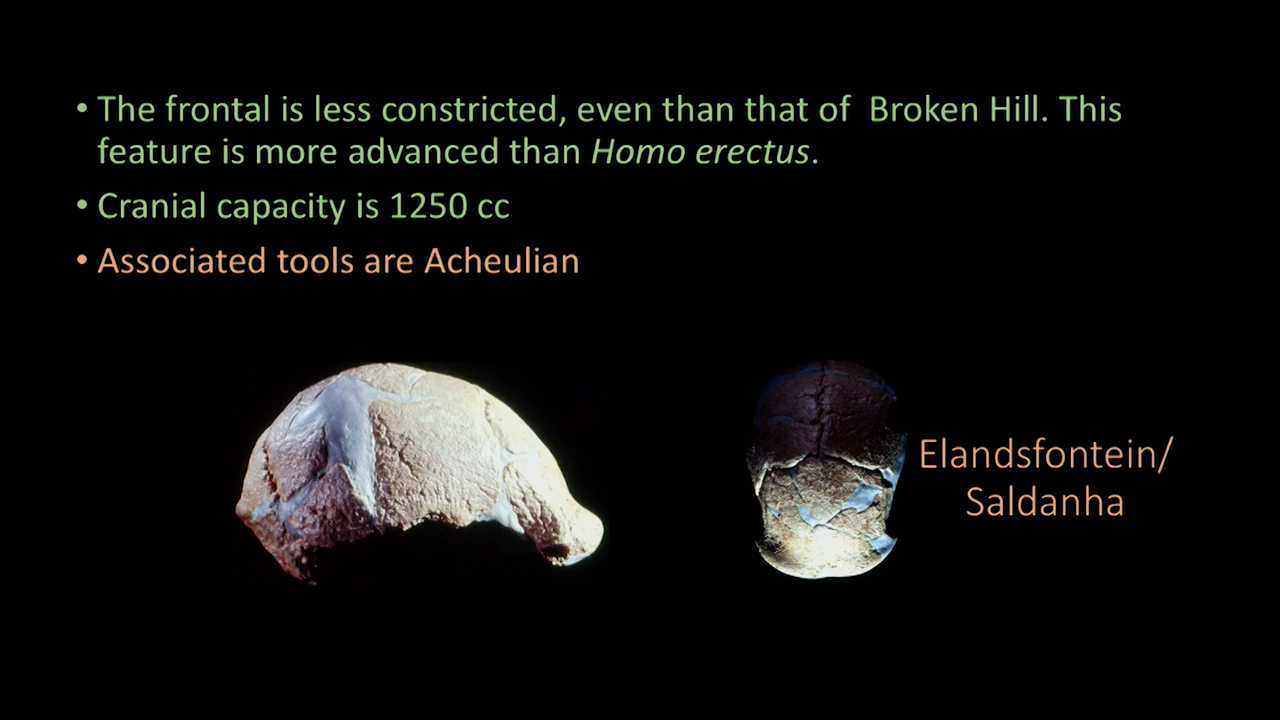 • The frontal is less constricted, even than that of  Broken Hill. This
feature is more advanced than Homo erectus.
• Cranial capacity is 1250 cc
• Associated tools are Acheulian
Elandsfontein/
Saldanha